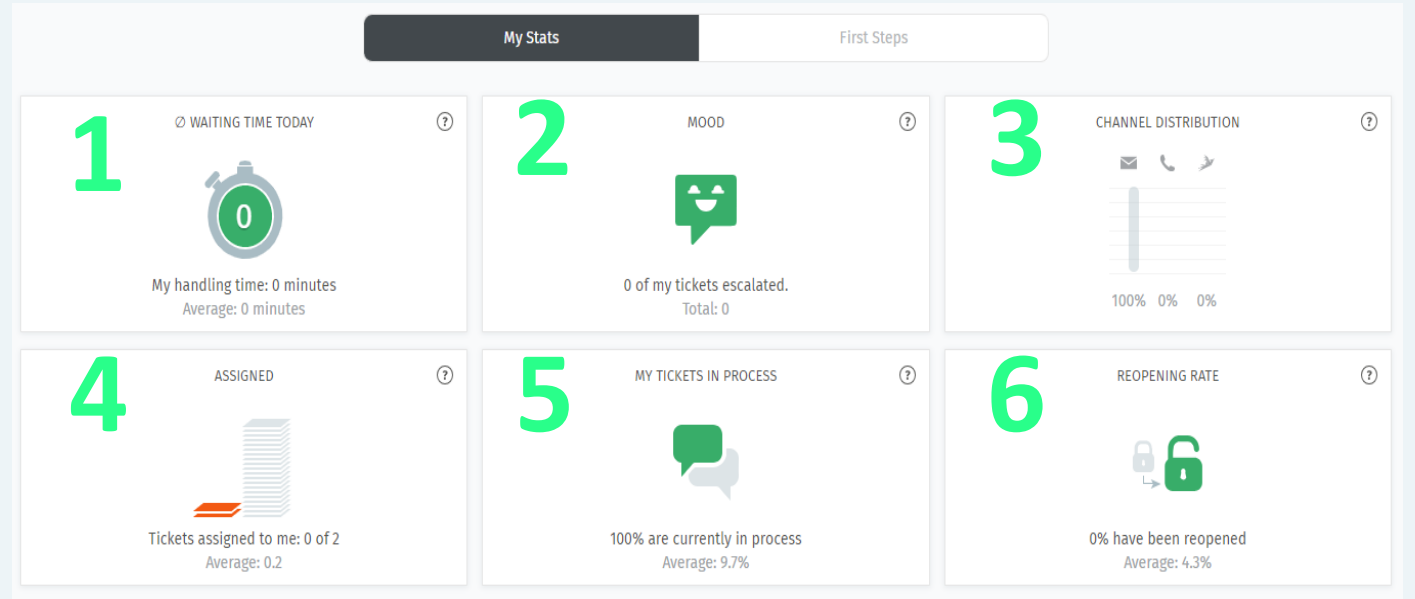 My Stats
First Steps
1
∅ WAITING TIME TODAY
?
0
My handling time: 0 minutes
Average: 0 minutes
2
MOOD
?
0 of my tickets escalated.
Total: 0
3
CHANNEL DISTRIBUTION
?
100% 0% 0%
4
ASSIGNED
?
Tickets assigned to me: 0 of 2
Average: 0.2
5
MY TICKETS IN PROCESS
?
100% are currently in process
Average: 9.7%
6
REOPENING RATE
?
0% have been reopened
Average: 4.3%